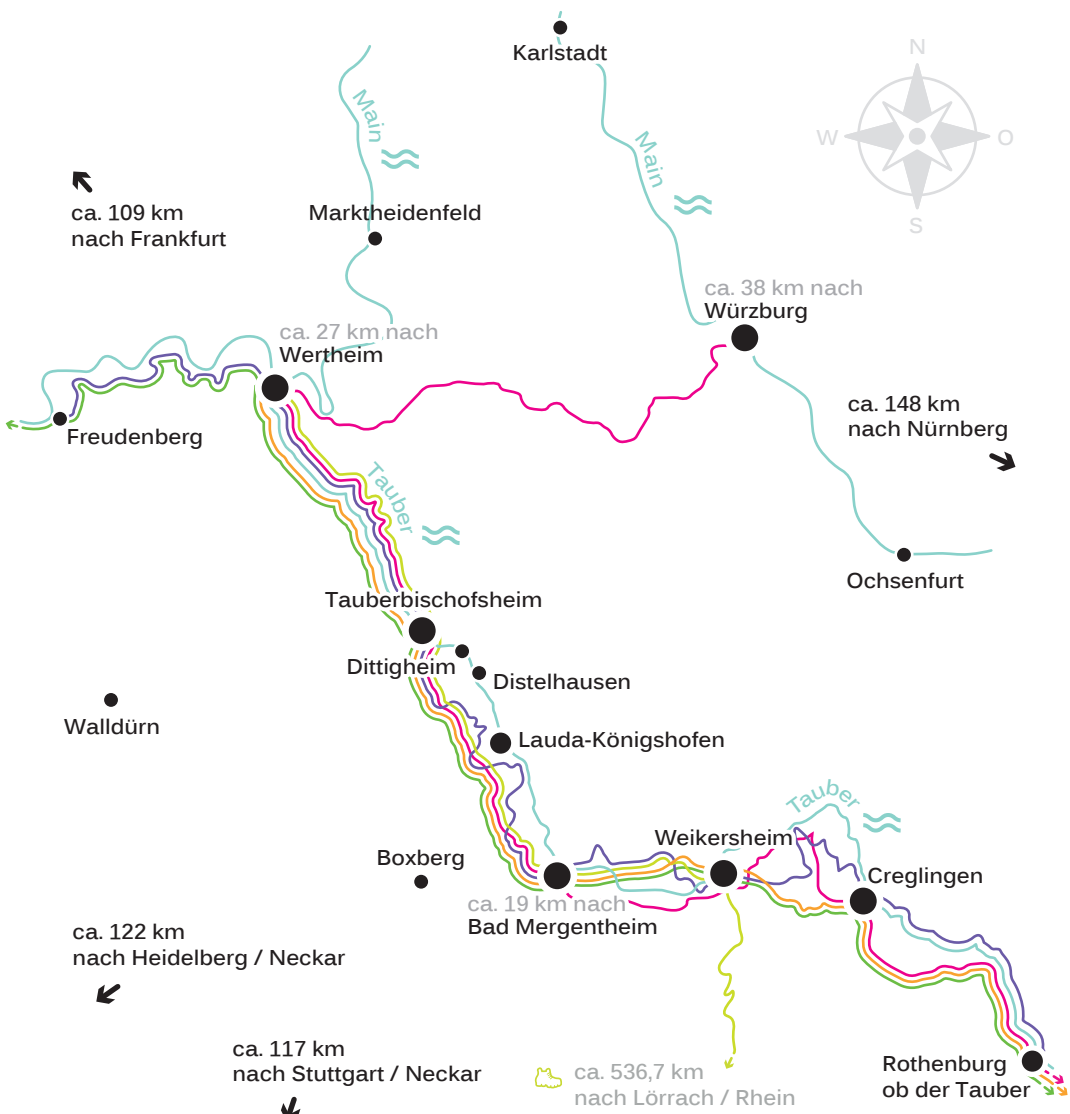 Karlstadt
N
W
O
S
Main
Main
ca. 109 km
nach Frankfurt
Marktheidenfeld
ca. 38 km nach
Würzburg
ca. 27 km nach
Wertheim
Freudenberg
ca. 148 km
nach Nürnberg
Tauber
Ochsenfurt
Tauberbischofsheim
Dittigheim
Distelhausen
Walldürn
Lauda-Königshofen
Tauber
Weikersheim
Boxberg
Creglingen
ca. 19 km nach
Bad Mergentheim
ca. 122 km
nach Heidelberg / Neckar
ca. 117 km
nach Stuttgart / Neckar
ca. 536,7 km
nach Lörrach / Rhein
Rothenburg
ob der Tauber